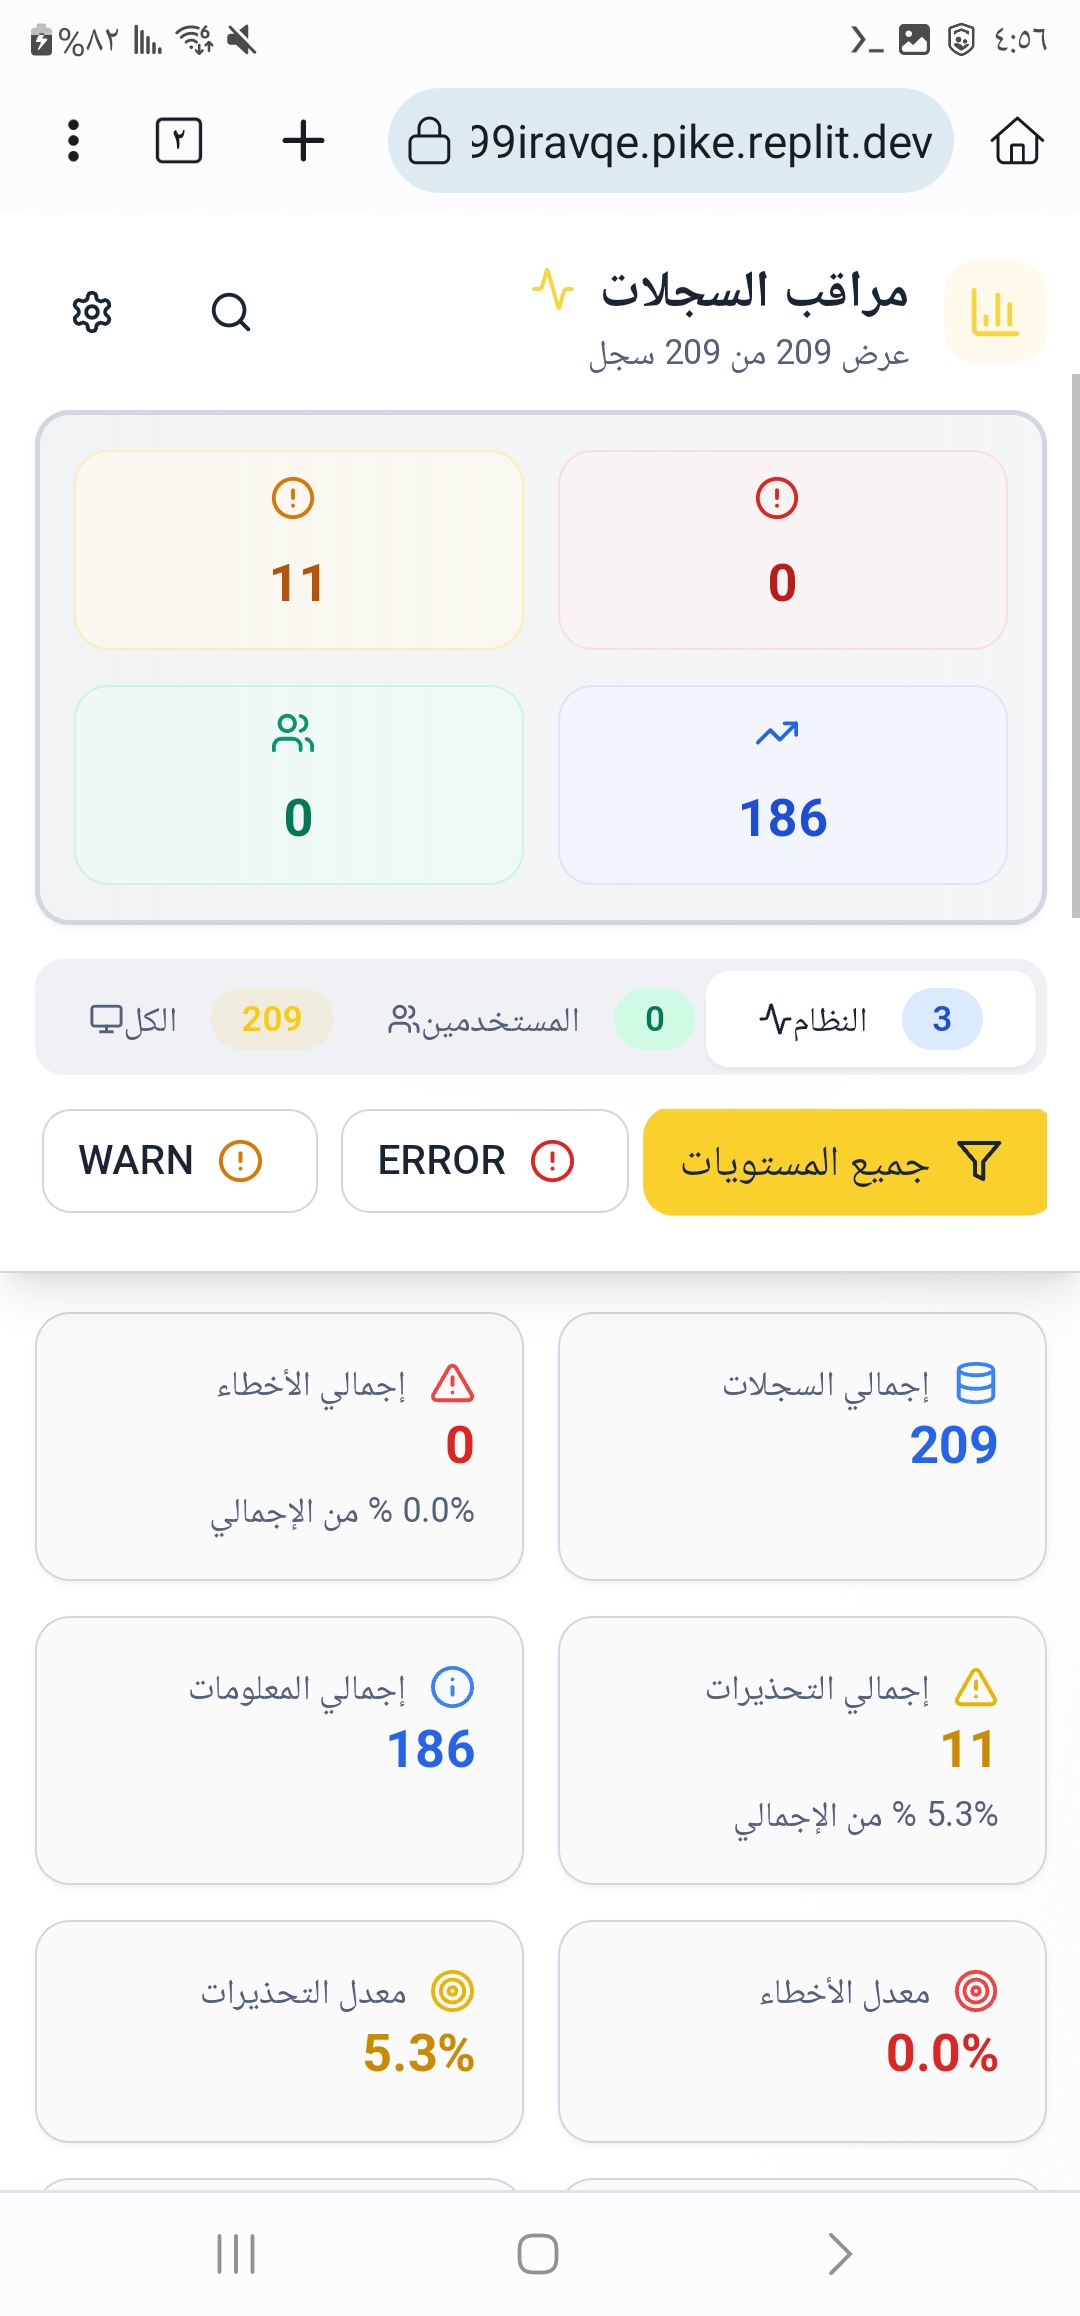 %٨٢
٤:٥٦
٢
99iravqe.pike.replit.dev
مراقب السجلات
عرض 209 من 209 سجل
0
11
186
0
3 النظام
0 المستخدمين
209 الكل
جميع المستويات
ERROR
WARN
إجمالي السجلات
209
إجمالي الأخطاء
0
0.0% % من الإجمالي
إجمالي التحذيرات
11
5.3% % من الإجمالي
إجمالي المعلومات
186
معدل الأخطاء
0.0%
معدل التحذيرات
5.3%